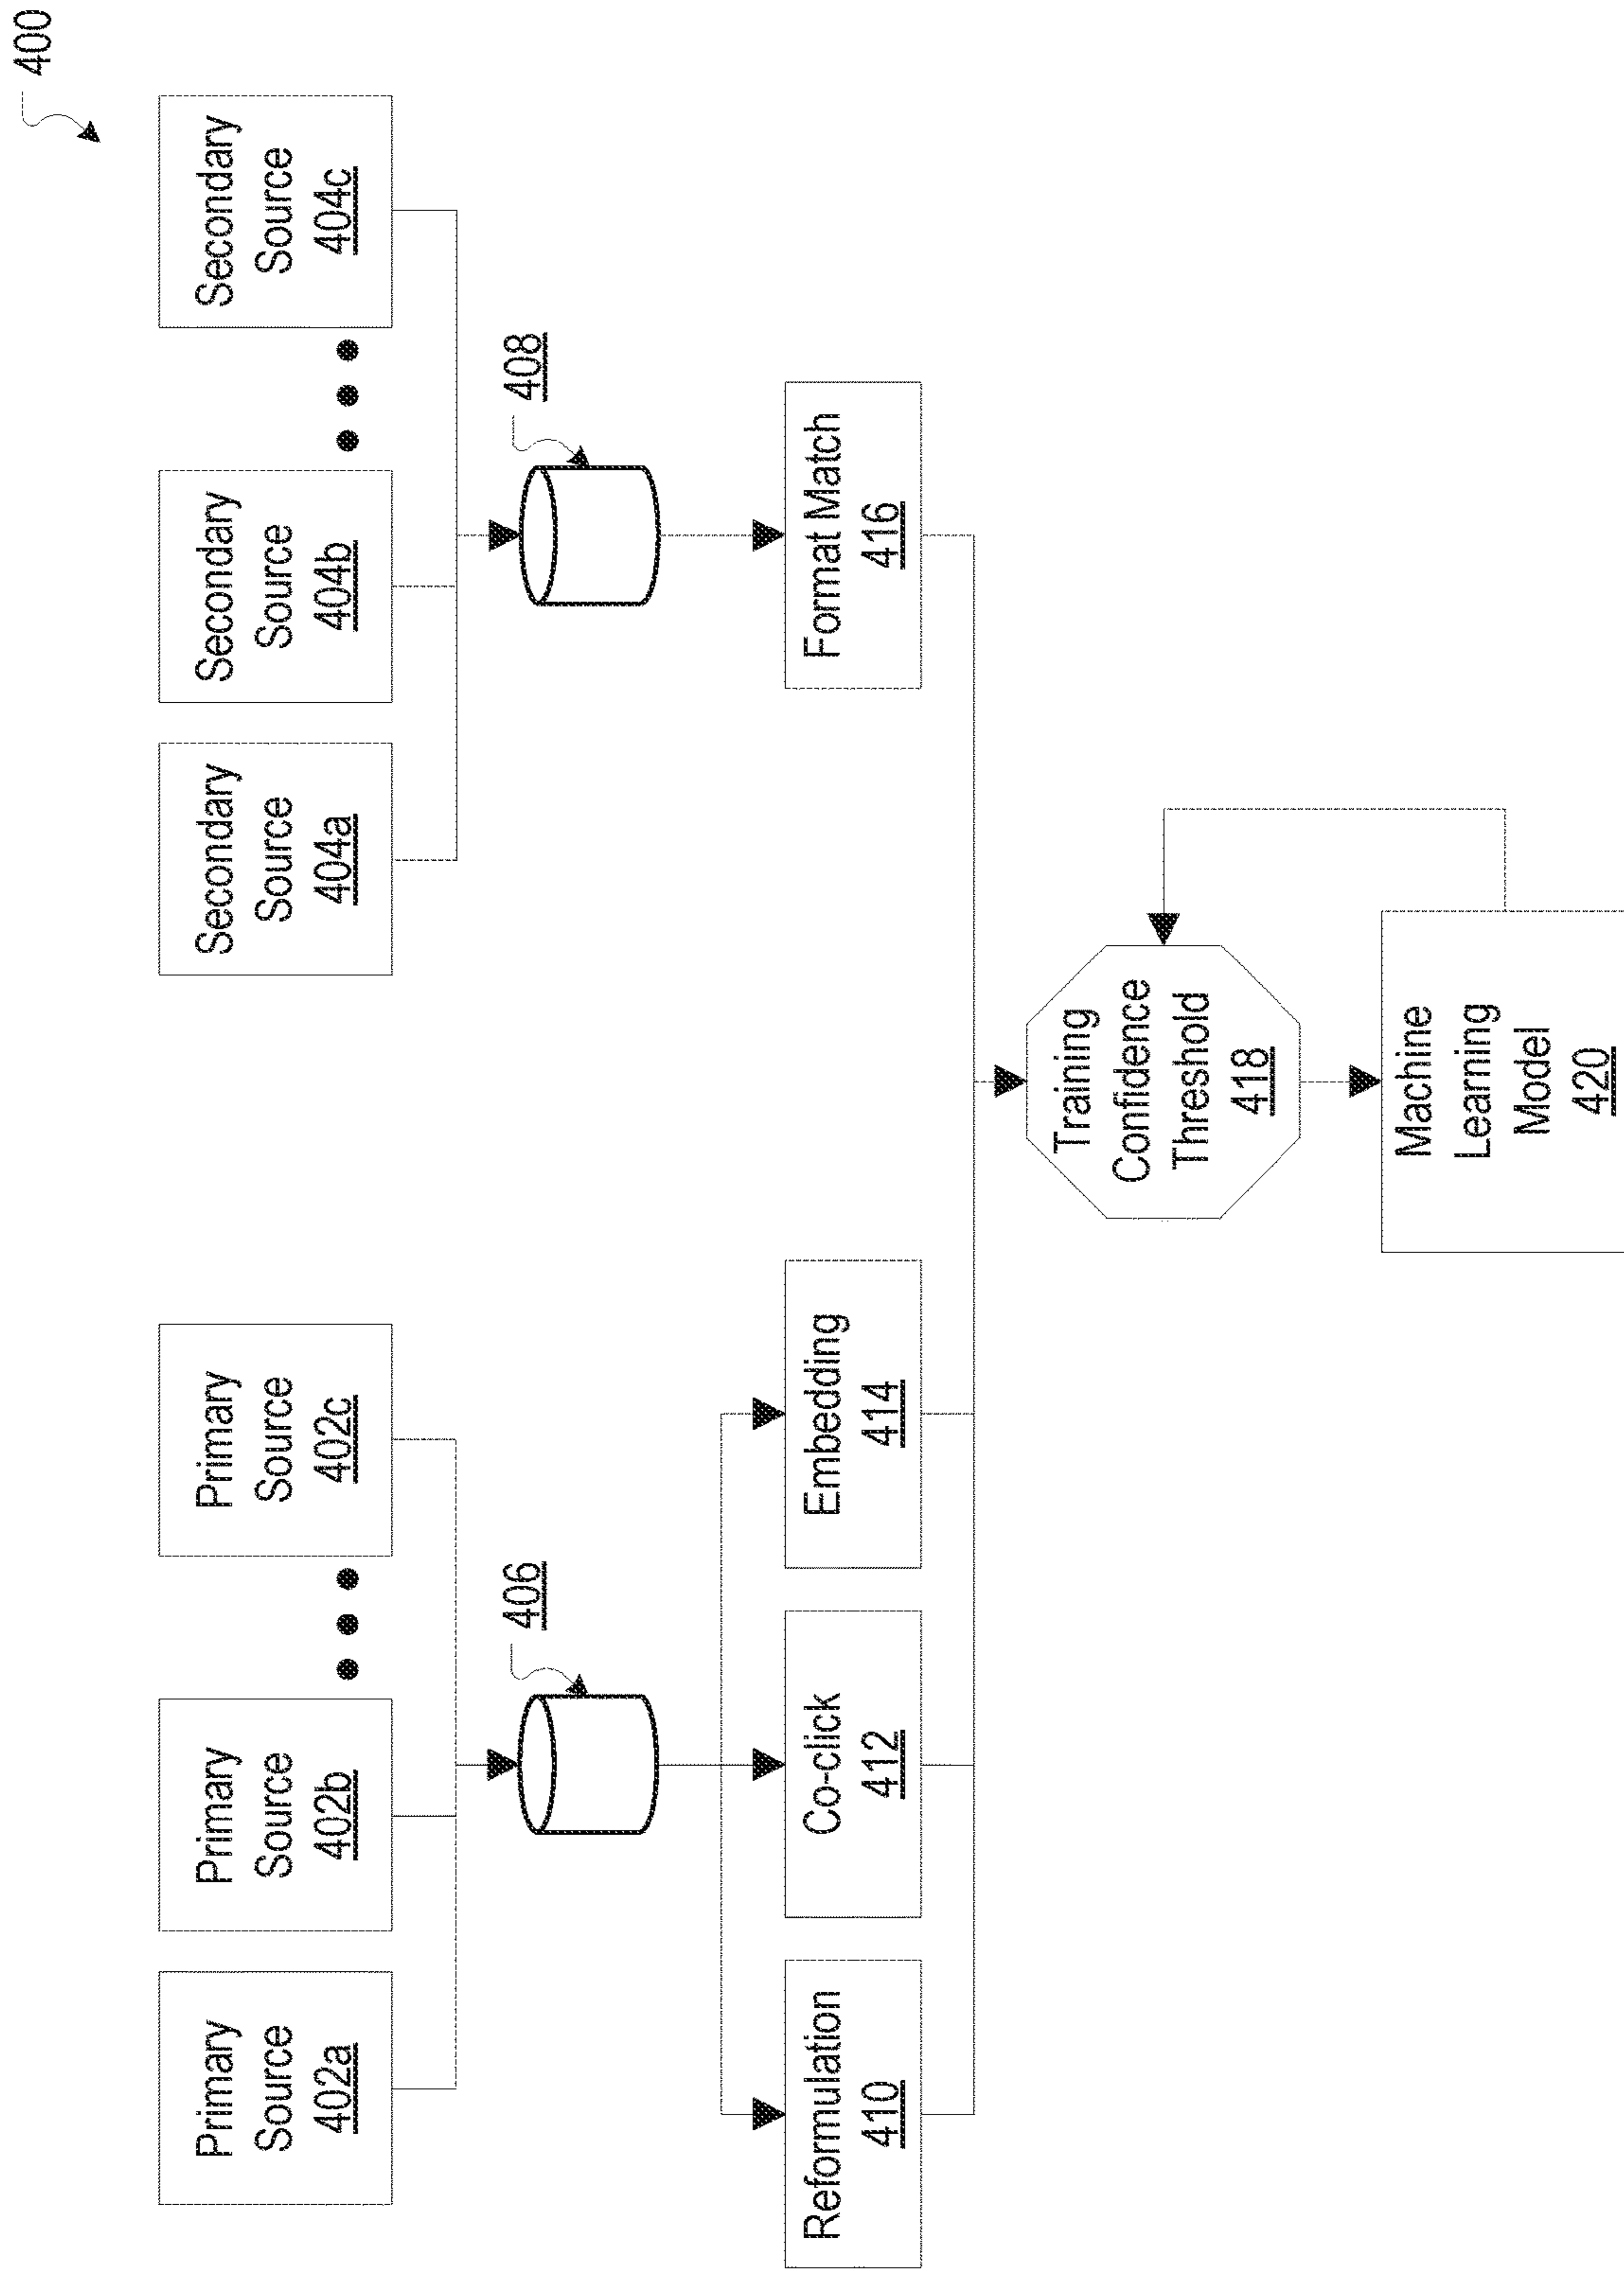 400
Primary
Source
402a
Primary
Source
402b
Primary
Source
402c
Secondary
Source
404a
Secondary
Source
404b
Secondary
Source
404c
406
408
Reformulation
410
Co-click
412
Embedding
414
Format Match
416
Training
Confidence
Threshold
418
Machine
Learning
Model
420